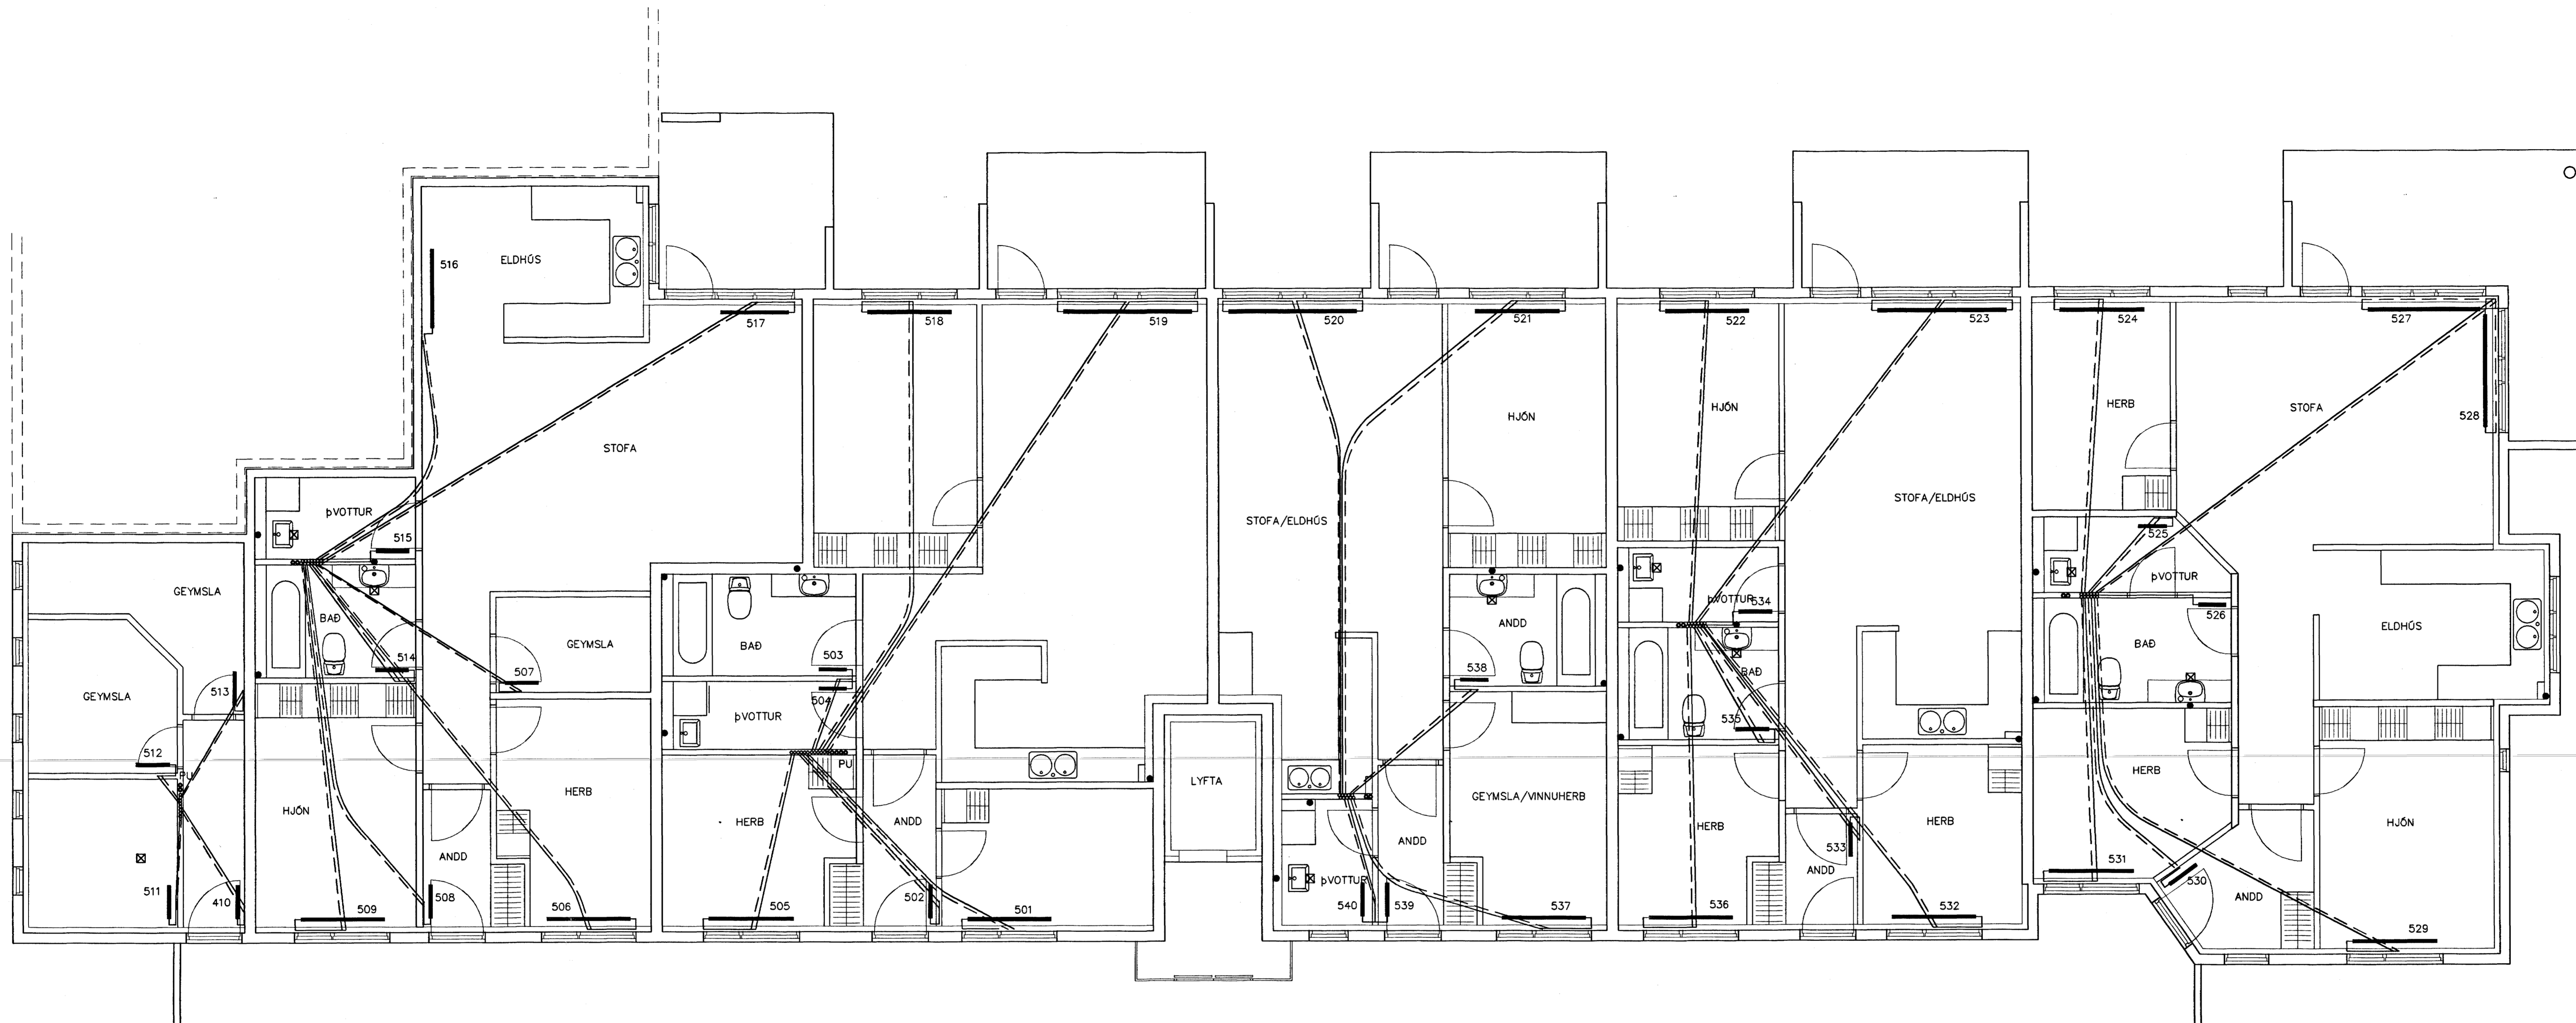 516
ELDHÚS
517
518
519
520
521
522
523
524
527
HERB
STOFA
528
HJÓN
HJÓN
STOFA
STOFA/ELDHÚS
STOFA/ELDHÚS
ÞVOTTUR
515
525
ÞVOTTUR
GEYMSLA
BAÐ
GEYMSLA
514
507
BAÐ
503
504
ÞVOTTUR
ANDD
538
ÞVOTTUR
534
BAÐ
535
526
BAÐ
ELDHÚS
GEYMSLA
513
512
PU
PU
LYFTA
HERB
HJÓN
HERB
HERB
ANDD
GEYMSLA/VINNUHERB
HERB
HERB
HJÓN
ANDD
ANDD
533
ANDD
531
530
ANDD
511
410
509
508
506
505
502
501
ÞVOTTUR
540
539
537
536
532
529